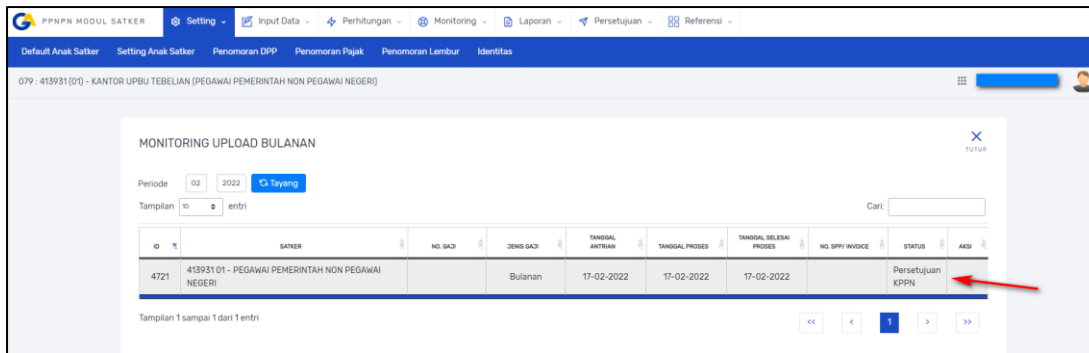 PPNPN MODUL SATKER Setting Input Data Perhitungan Monitoring Laporan Persetujuan Referensi
Default Anak Satker Setting Anak Satker Penomoran DPP Penomoran Pajak Penomoran Lembur Identitas
079 : 413931 (01) - KANTOR UPBU TEBELIAN (PEGAWAI PEMERINTAH NON PEGAWAI NEGERI)
MONITORING UPLOAD BULANAN
TUTUP
Periode 02 2022 Tayang
Tampilan 10 entri Cari:
ID SATKER NO. GAJI JENIS GAJI TANGGAL ANTRIAN TANGGAL PROSES TANGGAL SELESAI PROSES NO. SPP/ INVOICE STATUS AKSI
4721 413931 01 - PEGAWAI PEMERINTAH NON PEGAWAI NEGERI Bulanan 17-02-2022 17-02-2022 17-02-2022 Persetujuan KPPN
Tampilan 1 sampai 1 dari 1 entri << < 1 > >>